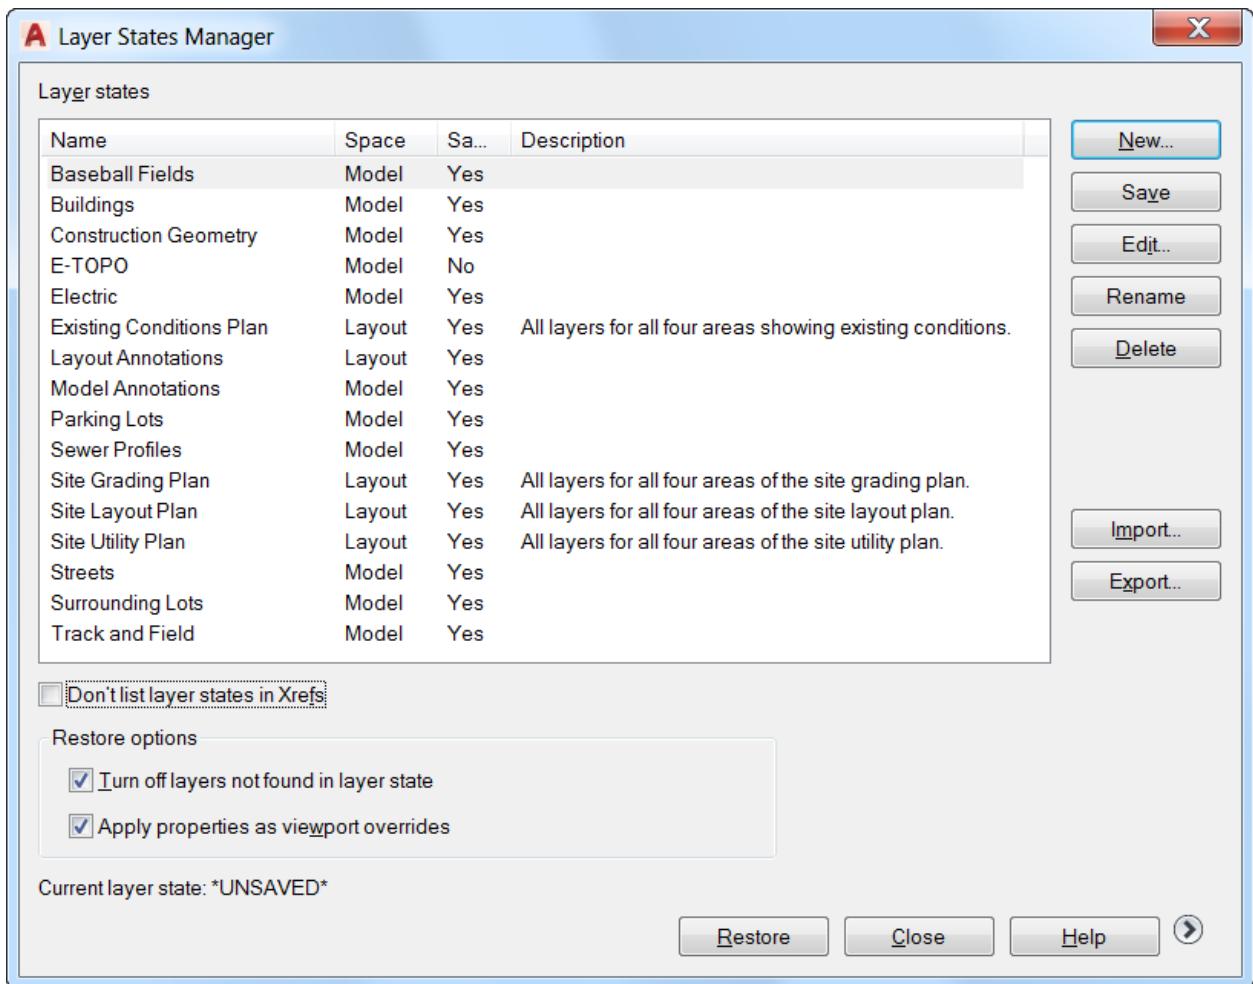 Layer States Manager
Layer states
Name Space Sa... Description
New...
Baseball Fields Model Yes
Save
Buildings Model Yes
Construction Geometry Model Yes
Edit...
E-TOPO Model No
Electric Model Yes
Rename
Existing Conditions Plan Layout Yes All layers for all four areas showing existing conditions.
Layout Annotations Layout Yes
Delete
Model Annotations Model Yes
Parking Lots Model Yes
Sewer Profiles Model Yes
Site Grading Plan Layout Yes All layers for all four areas of the site grading plan.
Site Layout Plan Layout Yes All layers for all four areas of the site layout plan.
Import...
Site Utility Plan Layout Yes All layers for all four areas of the site utility plan.
Streets Model Yes
Export...
Surrounding Lots Model Yes
Track and Field Model Yes
Don't list layer states in Xrefs
Restore options
Turn off layers not found in layer state
Apply properties as viewport overrides
Current layer state: *UNSAVED*
Restore Close Help